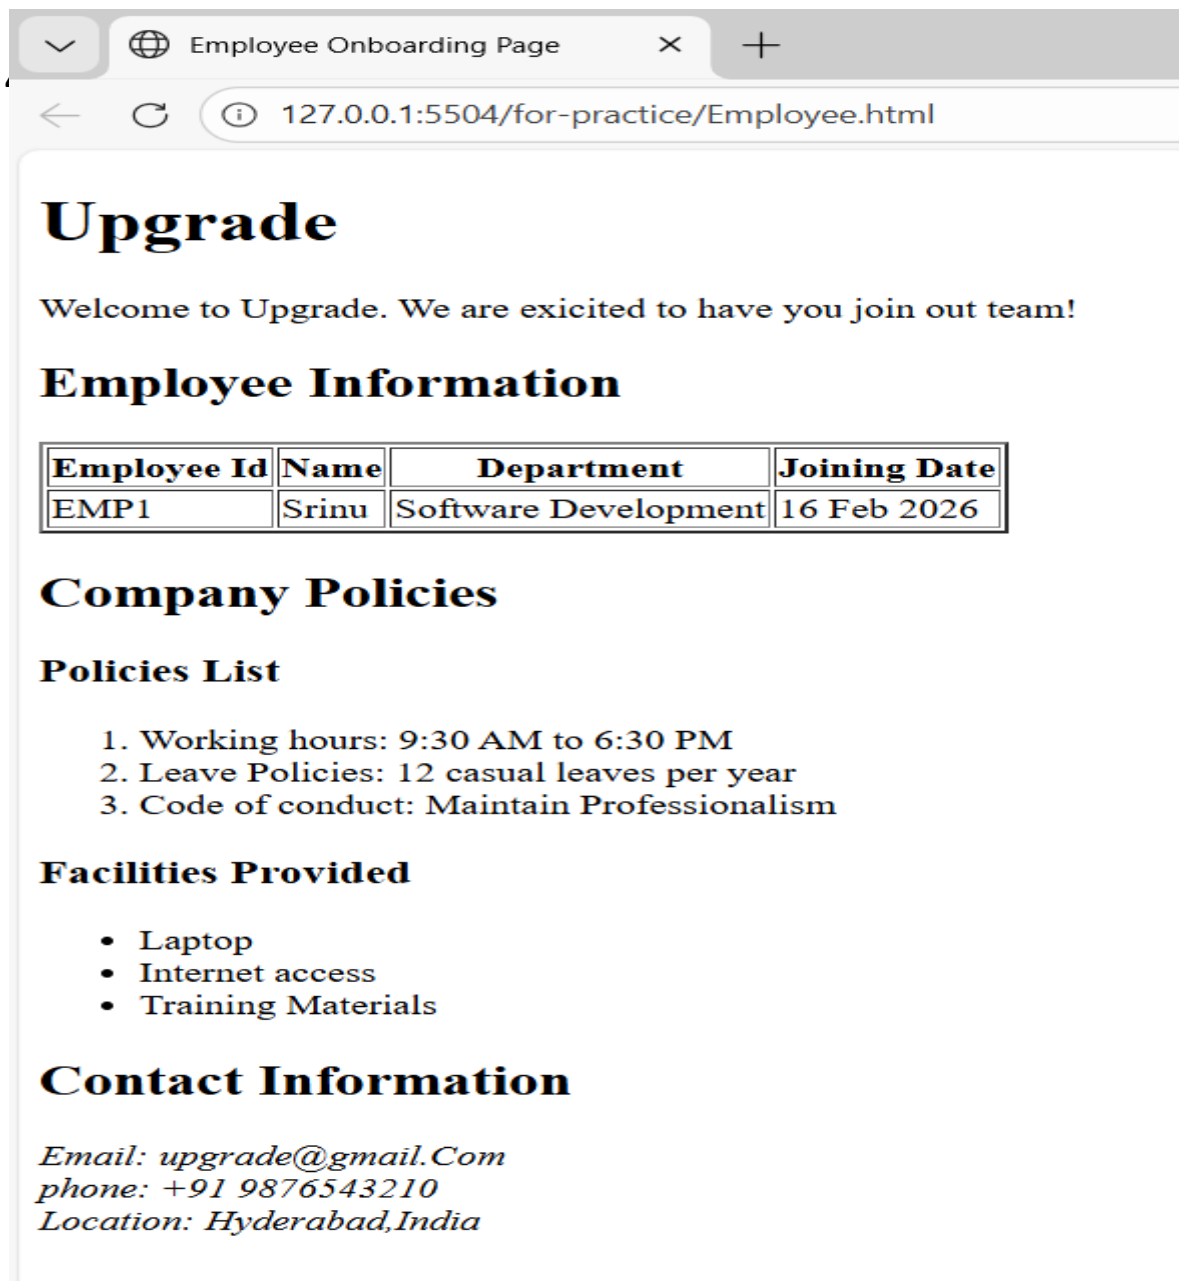 Employee Onboarding Page
127.0.0.1:5504/for-practice/Employee.html
Upgrade
Welcome to Upgrade. We are exicited to have you join out team!
Employee Information
Employee Id Name Department Joining Date
EMP1 Srinu Software Development 16 Feb 2026
Company Policies
Policies List
1. Working hours: 9:30 AM to 6:30 PM
2. Leave Policies: 12 casual leaves per year
3. Code of conduct: Maintain Professionalism
Facilities Provided
• Laptop
• Internet access
• Training Materials
Contact Information
Email: upgrade@gmail.Com
phone: +91 9876543210
Location: Hyderabad,India